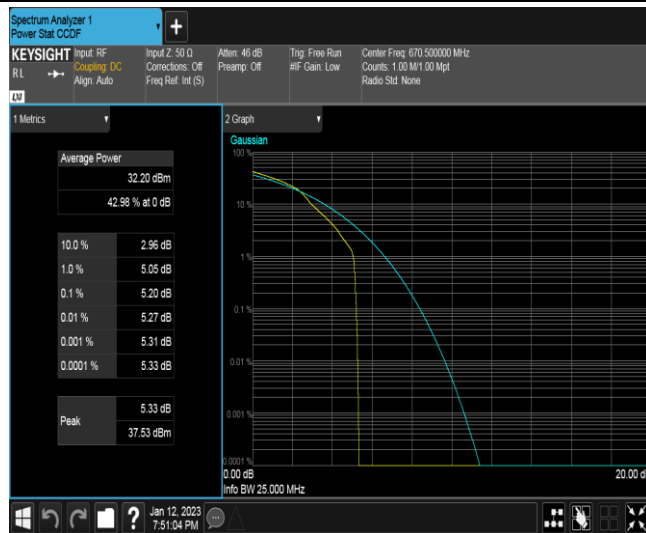 Spectrum Analyzer 1
Power Stat CCDF
+
KEYSIGHT
RL
Input: RF
Coupling: DC
Align: Auto
Input Z: 50 Ω
Corrections: Off
Freq Ref: Int (S)
Atten: 46 dB
Preamp: Off
Trig: Free Run
#IF Gain: Low
Center Freq: 670.500000 MHz
Counts: 1.00 M/1.00 Mpt
Radio Std: None
LXI
1 Metrics
Average Power
32.20 dBm
42.98 % at 0 dB
10.0 % 2.96 dB
1.0 % 5.05 dB
0.1 % 5.20 dB
0.01 % 5.27 dB
0.001 % 5.31 dB
0.0001 % 5.33 dB
Peak
5.33 dB
37.53 dBm
2 Graph
Gaussian
100 %
10 %
1 %
0.1 %
0.01 %
0.001 %
0.0001 %
0.00 dB
20.00 d
Info BW 25.000 MHz
?
Jan 12, 2023
7:51:04 PM